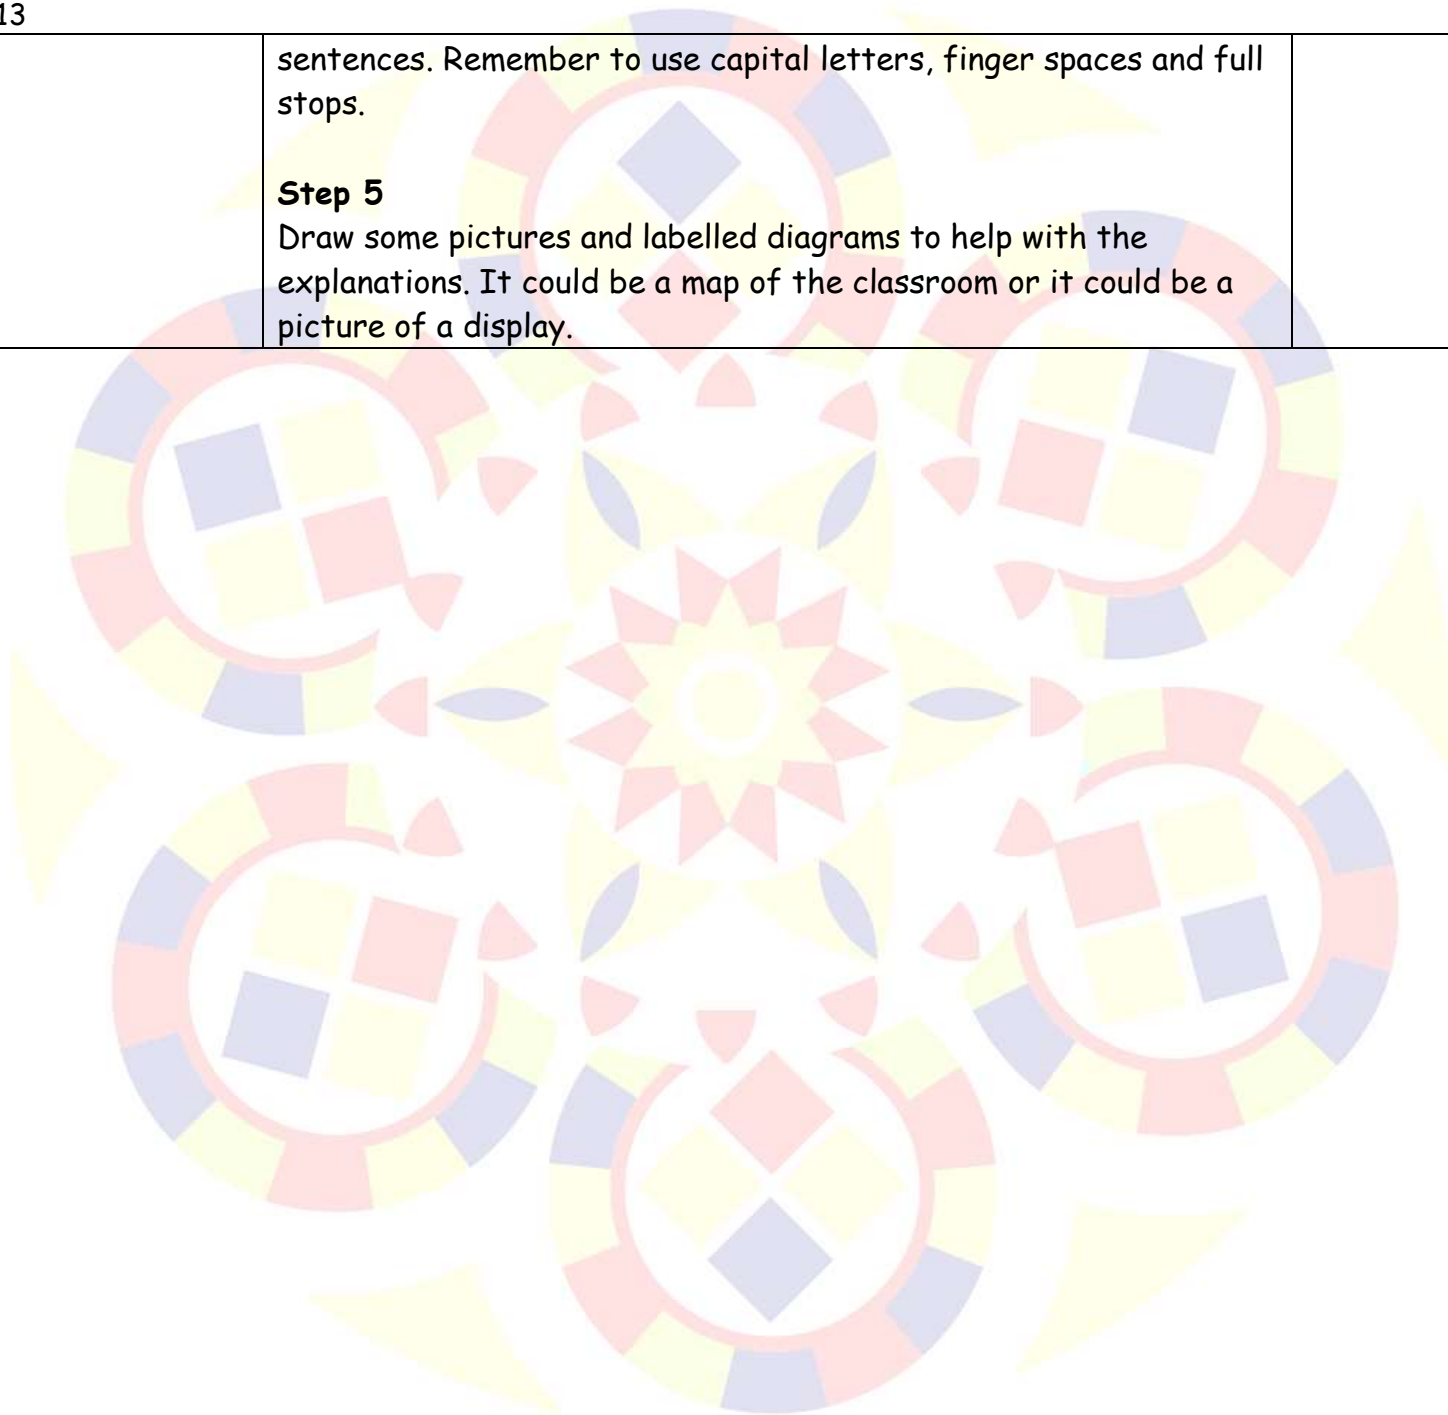 13
sentences. Remember to use capital letters, finger spaces and full
stops.
Step 5
Draw some pictures and labelled diagrams to help with the
explanations. It could be a map of the classroom or it could be a
picture of a display.